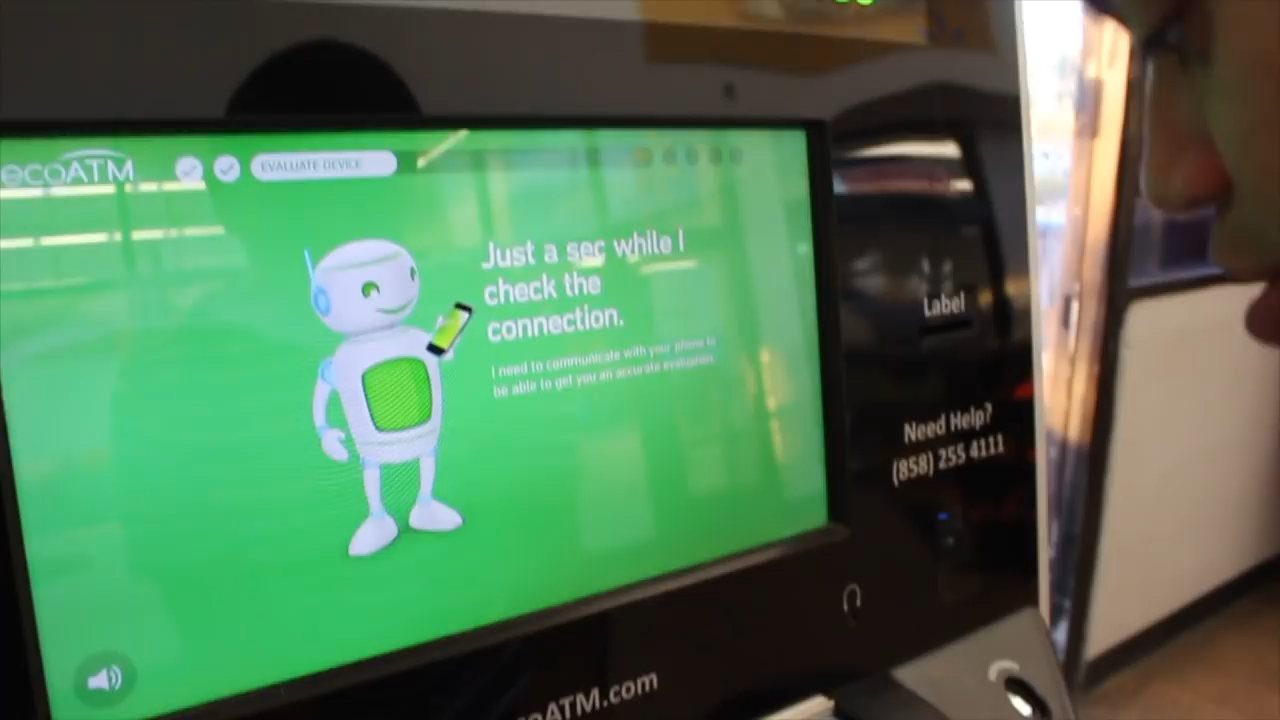 ecoATM
EVALUATE DEVICE
Just a sec while I
check the
connection.
I need to communicate with your phone to
be able to get you an accurate evaluation.
Label
Need Help?
(858) 255 4111
oATM.com